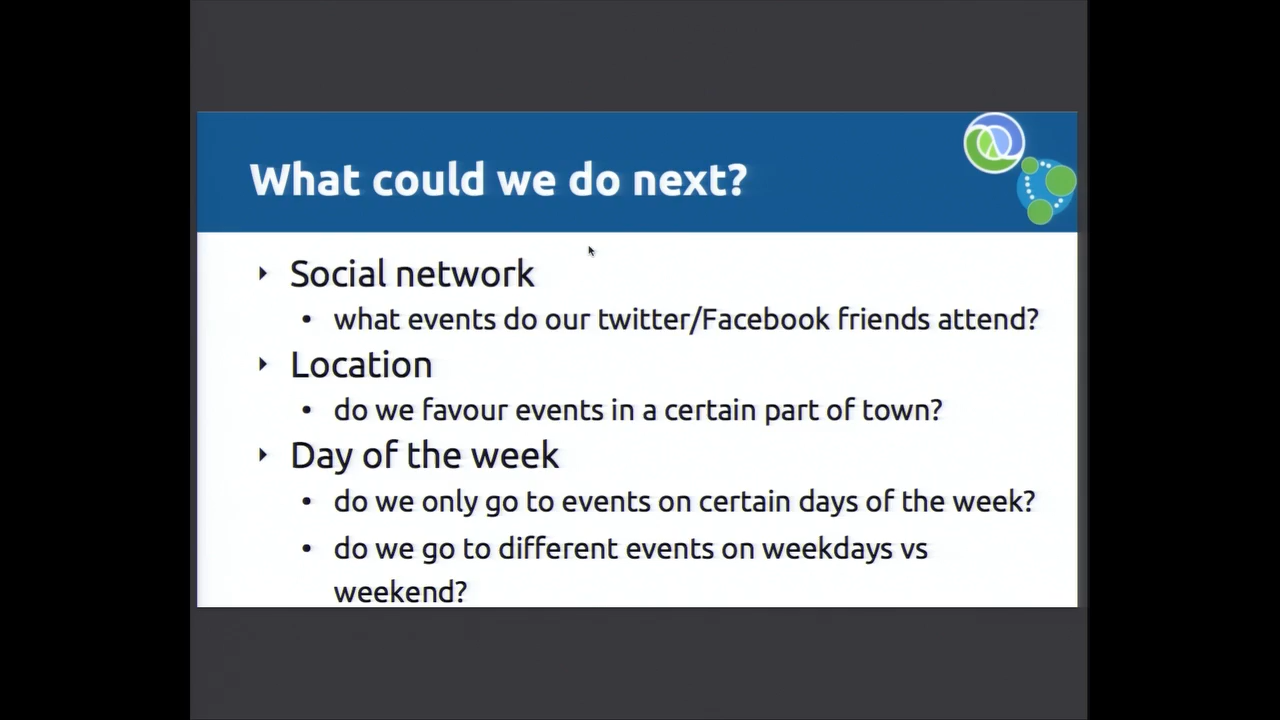 What could we do next?
Social network
what events do our twitter/Facebook friends attend?
Location
do we favour events in a certain part of town?
Day of the week
do we only go to events on certain days of the week?
do we go to different events on weekdays vs
weekend?